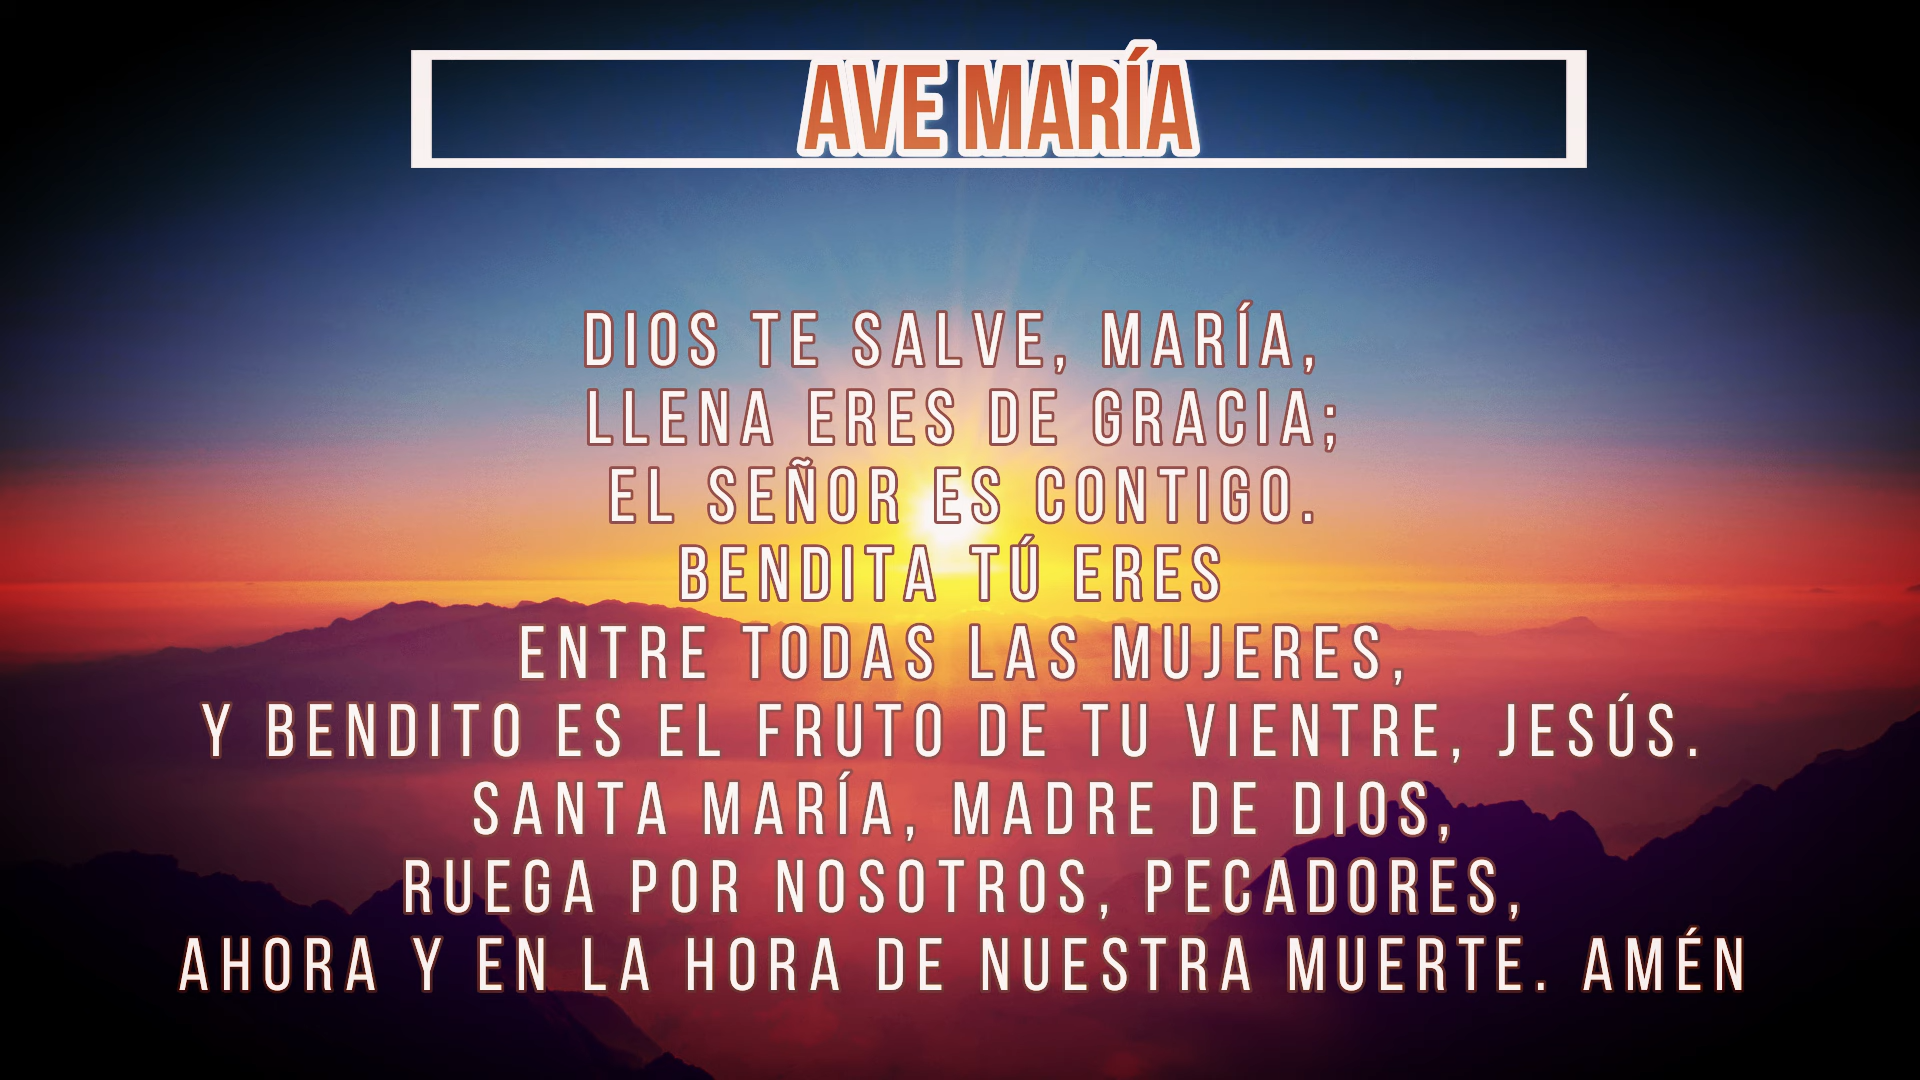 AVE MARÍA
DIOS TE SALVE, MARÍA,
LLENA ERES DE GRACIA;
EL SEÑOR ES CONTIGO.
BENDITA TÚ ERES
ENTRE TODAS LAS MUJERES,
Y BENDITO ES EL FRUTO DE TU VIENTRE, JESÚS.
SANTA MARÍA, MADRE DE DIOS,
RUEGA POR NOSOTROS, PECADORES,
AHORA Y EN LA HORA DE NUESTRA MUERTE. AMÉN